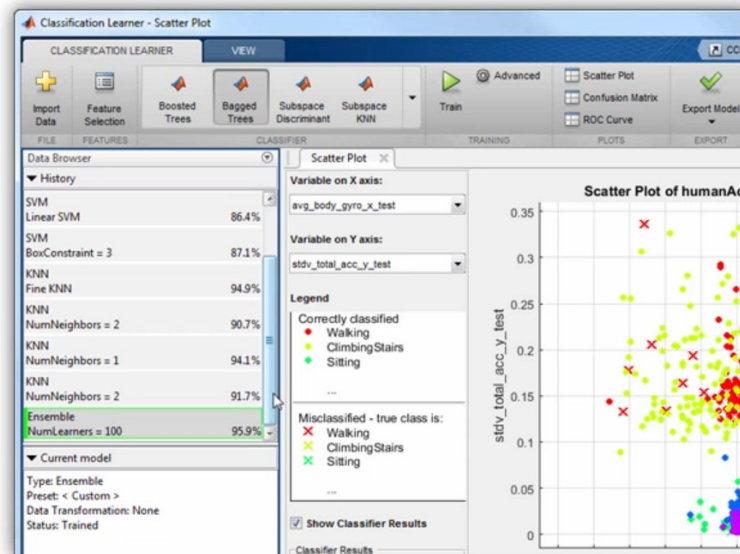 Classification Learner - Scatter Plot
CLASSIFICATION LEARNER
VIEW
Import Data
Feature Selection
Boosted Trees
Bagged Trees
Subspace Discriminant
Subspace KNN
Train
Advanced
Scatter Plot
Confusion Matrix
ROC Curve
Export Model
FILE
FEATURES
CLASSIFIER
TRAINING
PLOTS
EXPORT
Data Browser
History
SVM
Linear SVM 86.4%
SVM
BoxConstraint = 3 87.1%
KNN
Fine KNN 94.9%
KNN
NumNeighbors = 2 90.7%
KNN
NumNeighbors = 1 94.1%
KNN
NumNeighbors = 2 91.7%
Ensemble
NumLearners = 100 95.9%
Current model
Type: Ensemble
Preset: < Custom >
Data Transformation: None
Status: Trained
Scatter Plot
Variable on X axis:
avg_body_gyro_x_test
Variable on Y axis:
stdv_total_acc_y_test
Legend
Correctly classified
Walking
ClimbingStairs
Sitting
...
Misclassified - true class is:
Walking
ClimbingStairs
Sitting
...
Show Classifier Results
Classifier Results
Scatter Plot of humanAc
stdv_total_acc_y_test
0.35
0.3
0.25
0.2
0.15
0.1
0.05
0